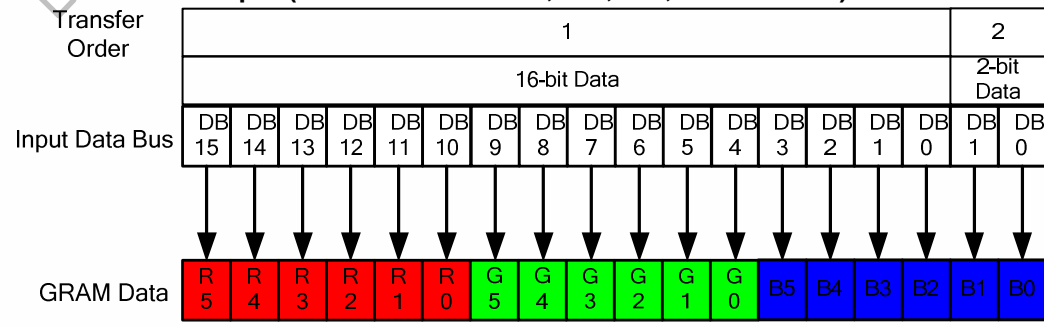 Transfer Order 1 2
16-bit Data 2-bit Data
Input Data Bus DB 15 DB 14 DB 13 DB 12 DB 11 DB 10 DB 9 DB 8 DB 7 DB 6 DB 5 DB 4 DB 3 DB 2 DB 1 DB 0 DB 1 DB 0
GRAM Data R 5 R 4 R 3 R 2 R 1 R 0 G 5 G 4 G 3 G 2 G 1 G 0 B5 B4 B3 B2 B1 B0